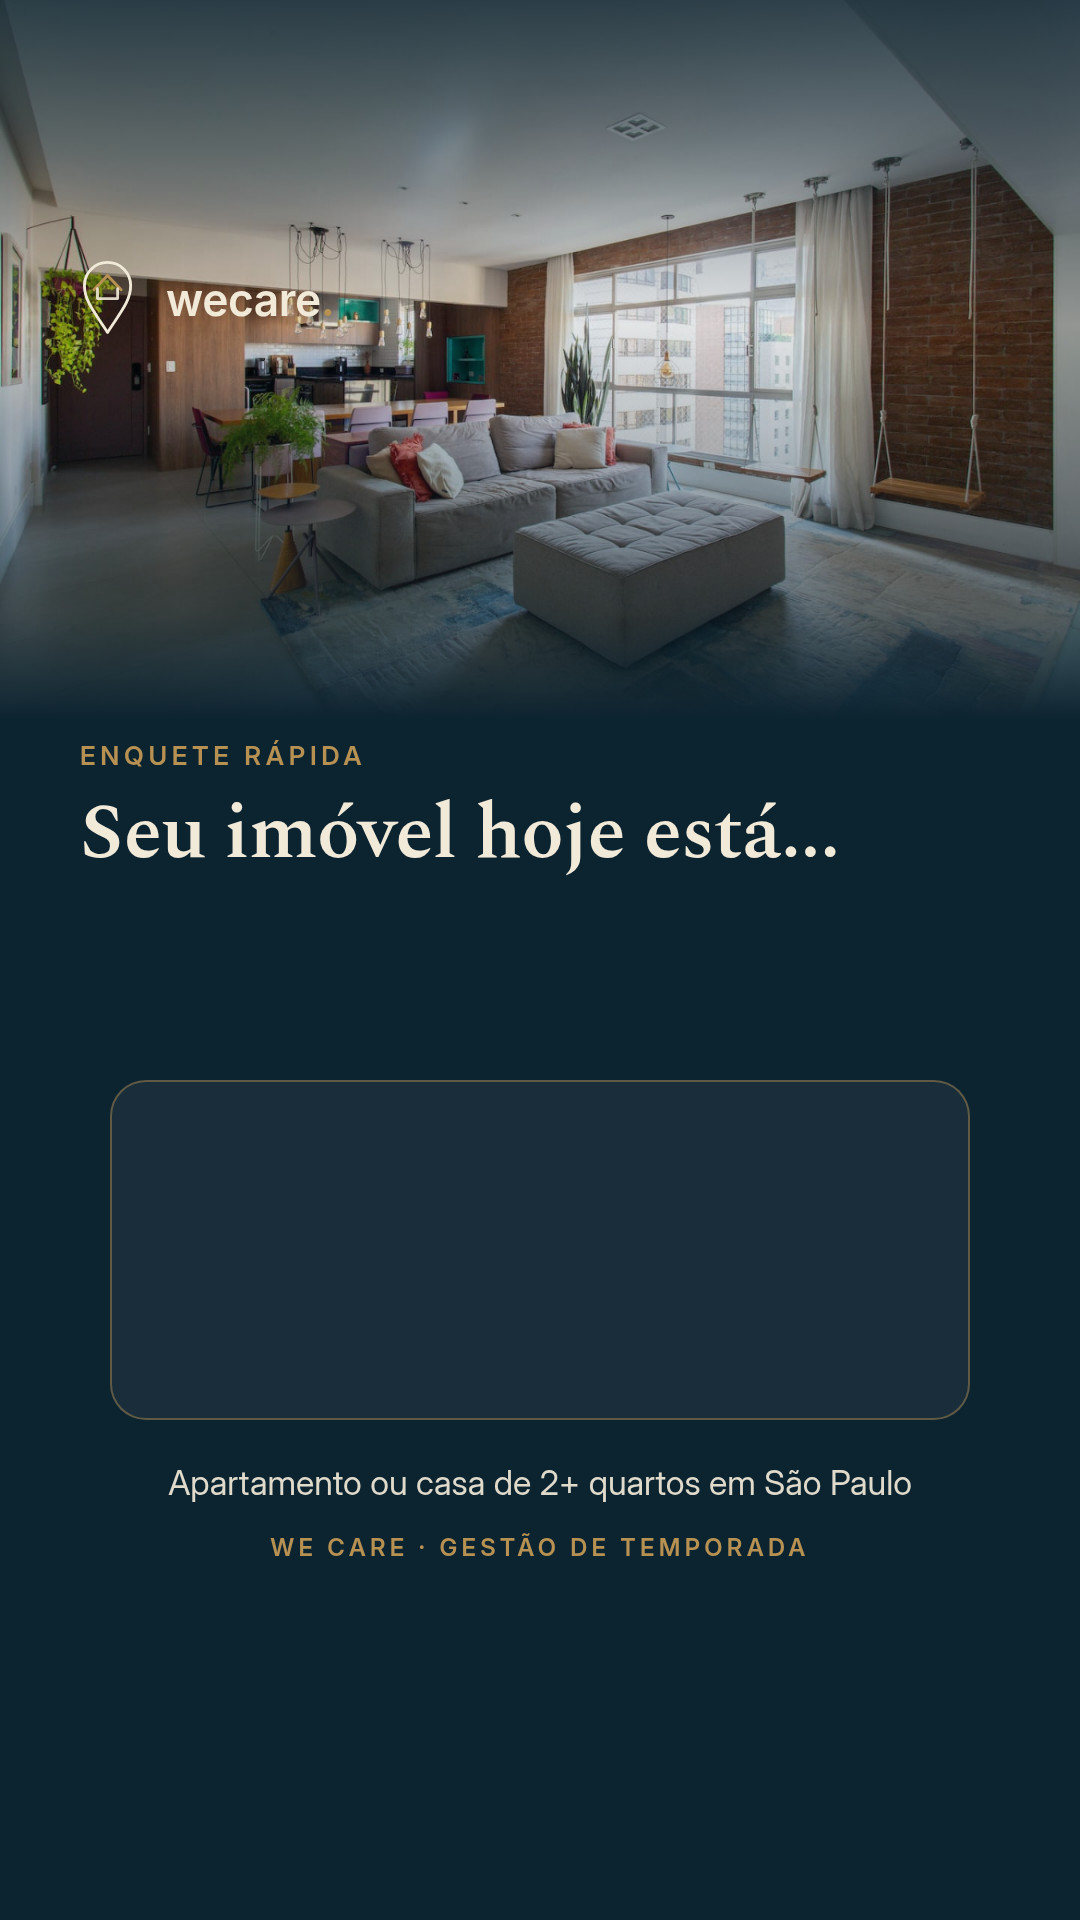 wecare
ENQUETE RÁPIDA
Seu imóvel hoje está...
Apartamento ou casa de 2+ quartos em São Paulo
WE CARE · GESTÃO DE TEMPORADA